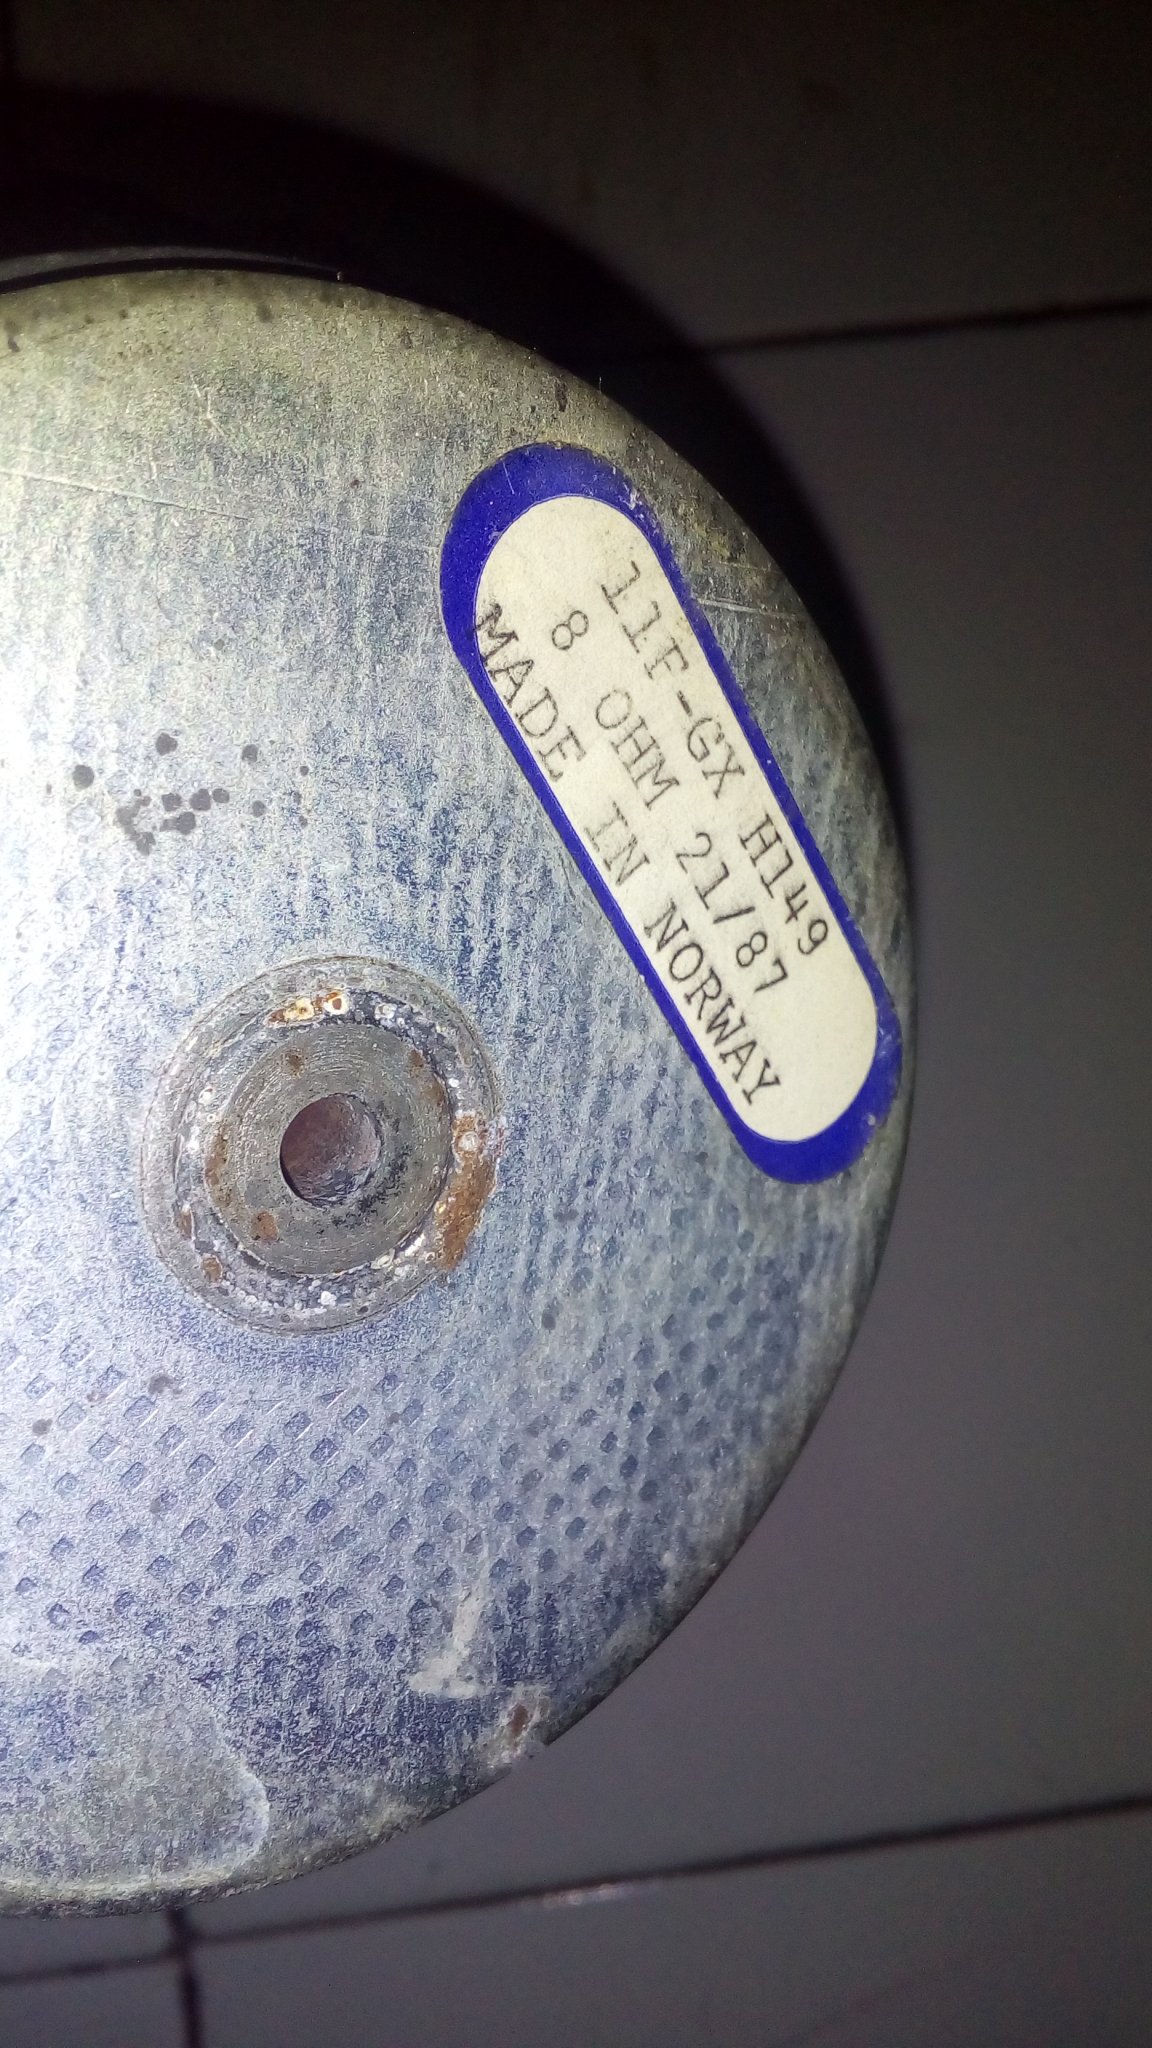 11F-GX H149
8 OHM 21/87
MADE IN NORWAY